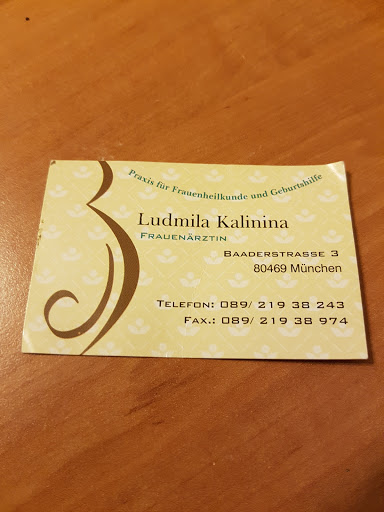 Praxis für Frauenheilkunde und Geburtshilfe
Ludmila Kalinina
FRAUENÄRZTIN
BAADERSTRASSE 3
80469 München
TELEFON: 089/ 219 38 243
FAX.: 089/ 219 38 974